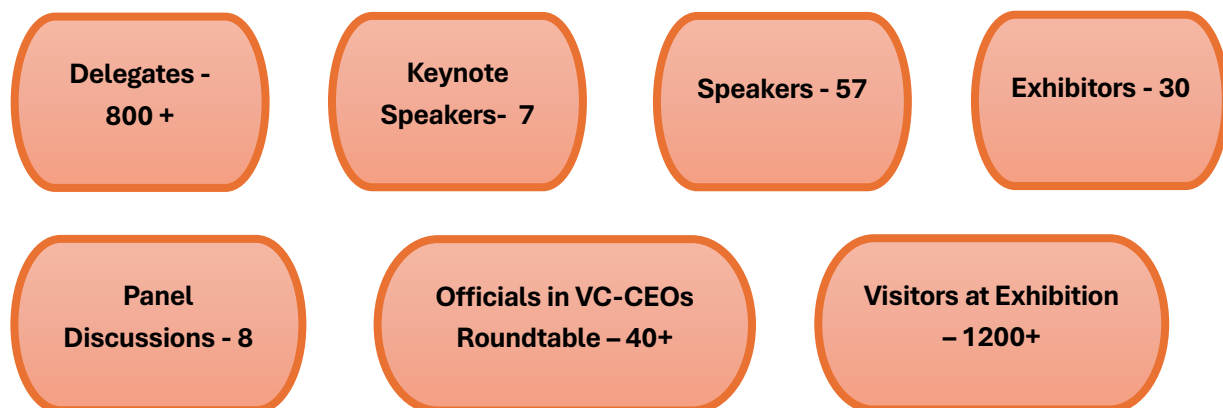 Delegates -
800 +
Keynote
Speakers-  7
Speakers - 57
Exhibitors - 30
Panel
Discussions - 8
Officials in VC-CEOs
Roundtable – 40+
Visitors at Exhibition
– 1200+